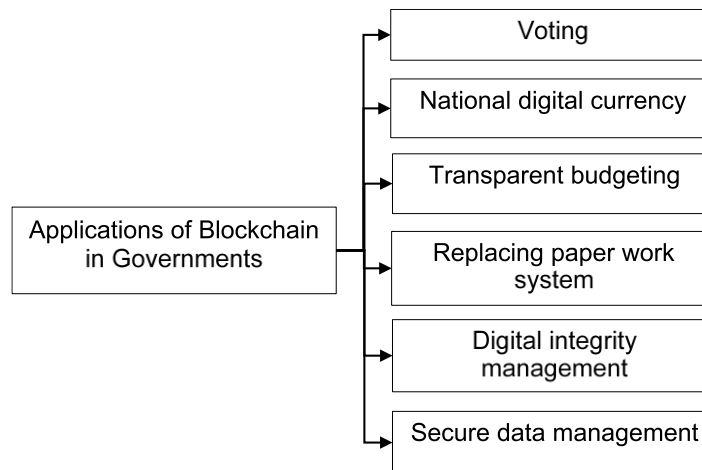 Voting
National digital currency
Transparent budgeting
Applications of Blockchain
in Governments
Replacing paper work
system
Digital integrity
management
Secure data management